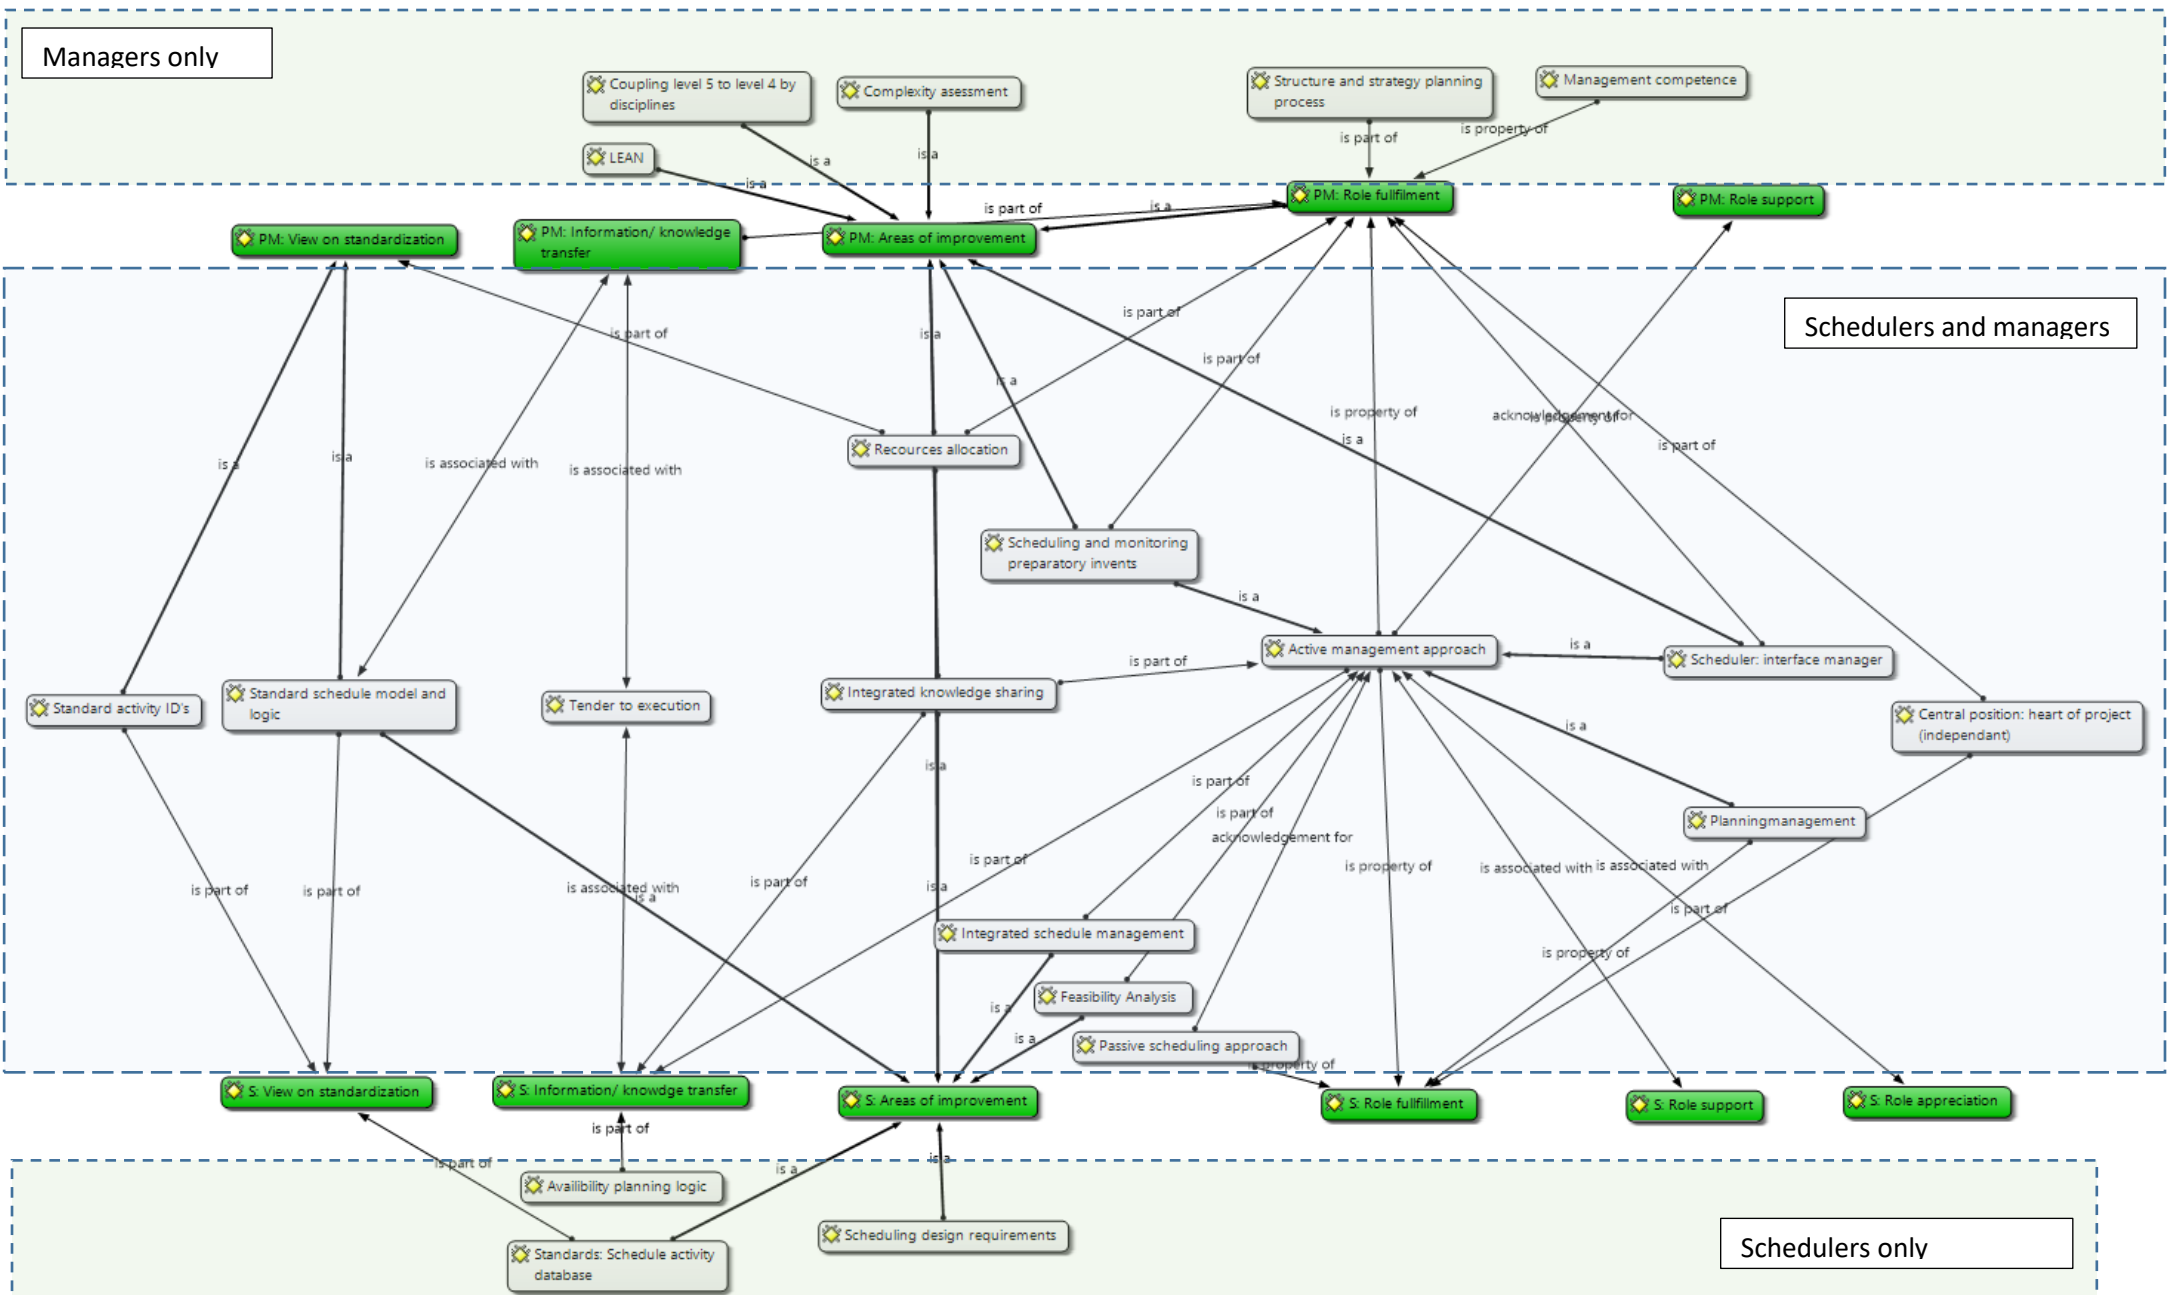 Managers only
Coupling level 5 to level 4 by
disciplines
Complexity asessment
Structure and strategy planning
process
Management competence
is part of
is property of
LEAN
is a
is a
is a
PM: Role fullfilment
PM: Role support
is part of
is a
PM: View on standardization
PM: Information/ knowledge
transfer
PM: Areas of improvement
Schedulers and managers
is part of
is part of
is a
is part of
is a
is property of
acknowledgement for
is property of
is a
is part of
Recources allocation
is a
is a
is associated with
is associated with
Scheduling and monitoring
preparatory invents
is a
Active management approach
is a
Scheduler: interface manager
is part of
Standard activity ID's
Standard schedule model and
logic
Tender to execution
Integrated knowledge sharing
Central position: heart of project
(independant)
is a
is a
is part of
is part of
Planningmanagement
acknowledgement for
is part of
is property of
is associated with
is associated with
is part of
is part of
is associated with
is a
is part of
is a
is part of
Integrated schedule management
is property of
Feasibility Analysis
is a
is a
Passive scheduling approach
is property of
S: View on standardization
S: Information/ knowdge transfer
S: Areas of improvement
S: Role fullfillment
S: Role support
S: Role appreciation
is part of
is part of
is a
is a
Availibility planning logic
Scheduling design requirements
Standards: Schedule activity
database
Schedulers only